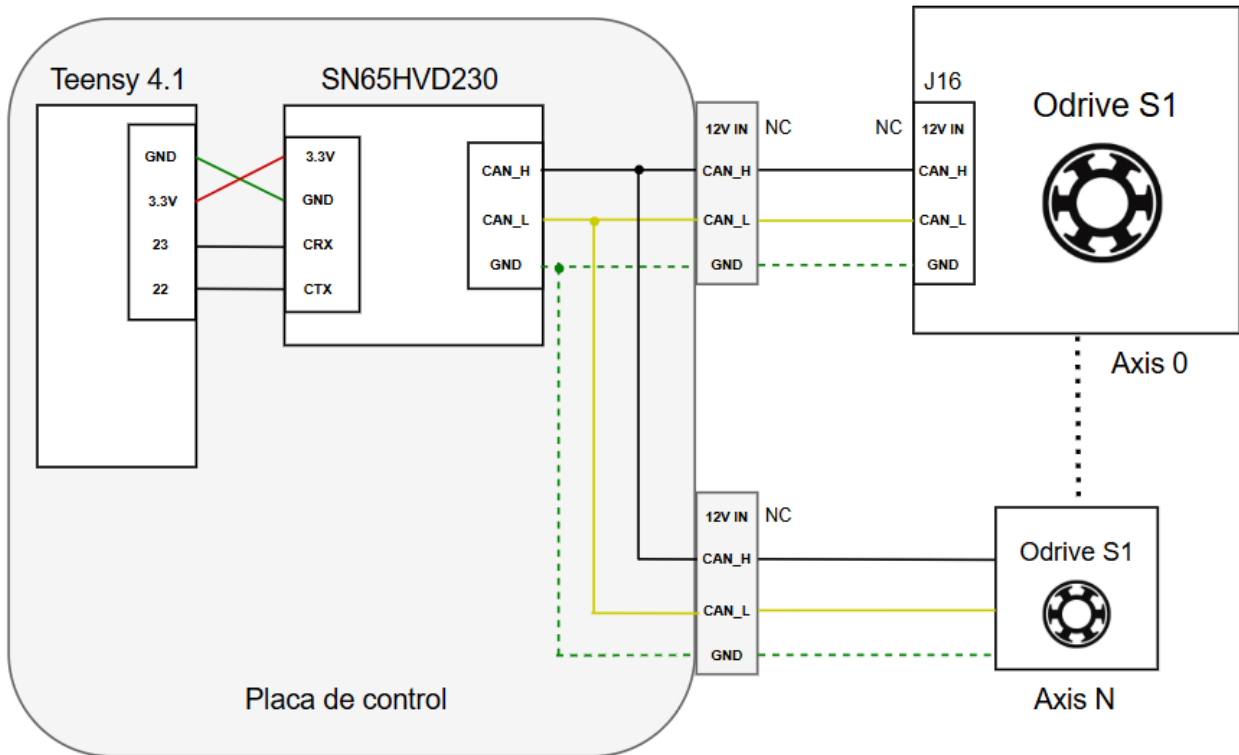 Teensy 4.1
SN65HVD230
J16
Odrive S1
GND
3.3V
23
22
3.3V
GND
CRX
CTX
CAN_H
CAN_L
GND
12V IN
NC
CAN_H
CAN_L
GND
NC
12V IN
CAN_H
CAN_L
GND
Axis 0
12V IN
NC
CAN_H
CAN_L
GND
Odrive S1
Axis N
Placa de control